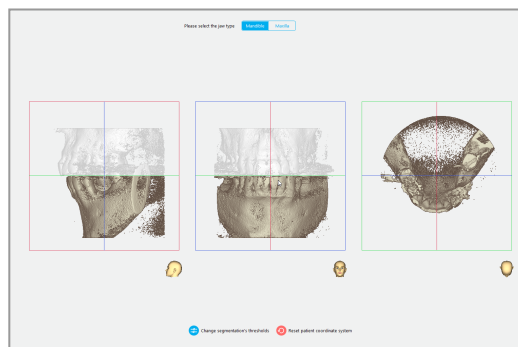 Please select the jaw type Mandible Maxilla
Change segmentation's thresholds Reset patient coordinate system